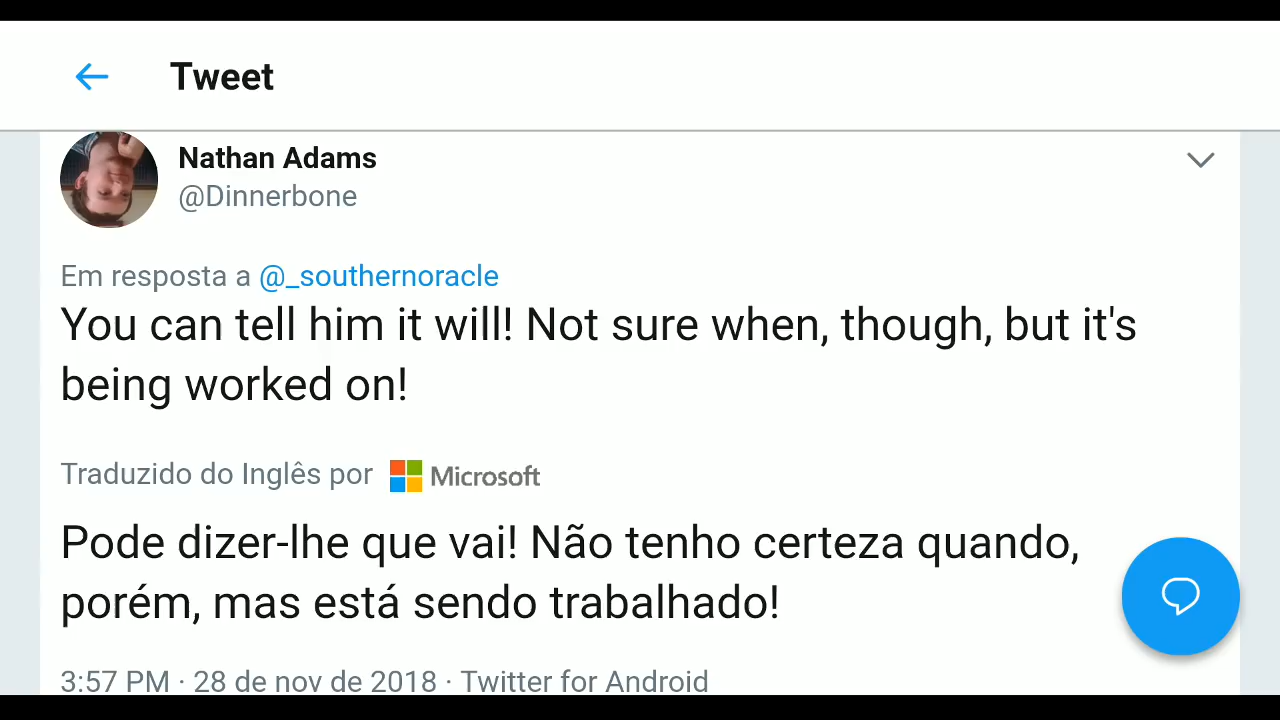 Tweet
Nathan Adams
@Dinnerbone
Em resposta a @_southernoracle
You can tell him it will! Not sure when, though, but it's
being worked on!
Traduzido do Inglês por Microsoft
Pode dizer-lhe que vai! Não tenho certeza quando,
porém, mas está sendo trabalhado!
3:57 PM · 28 de nov de 2018 · Twitter for Android